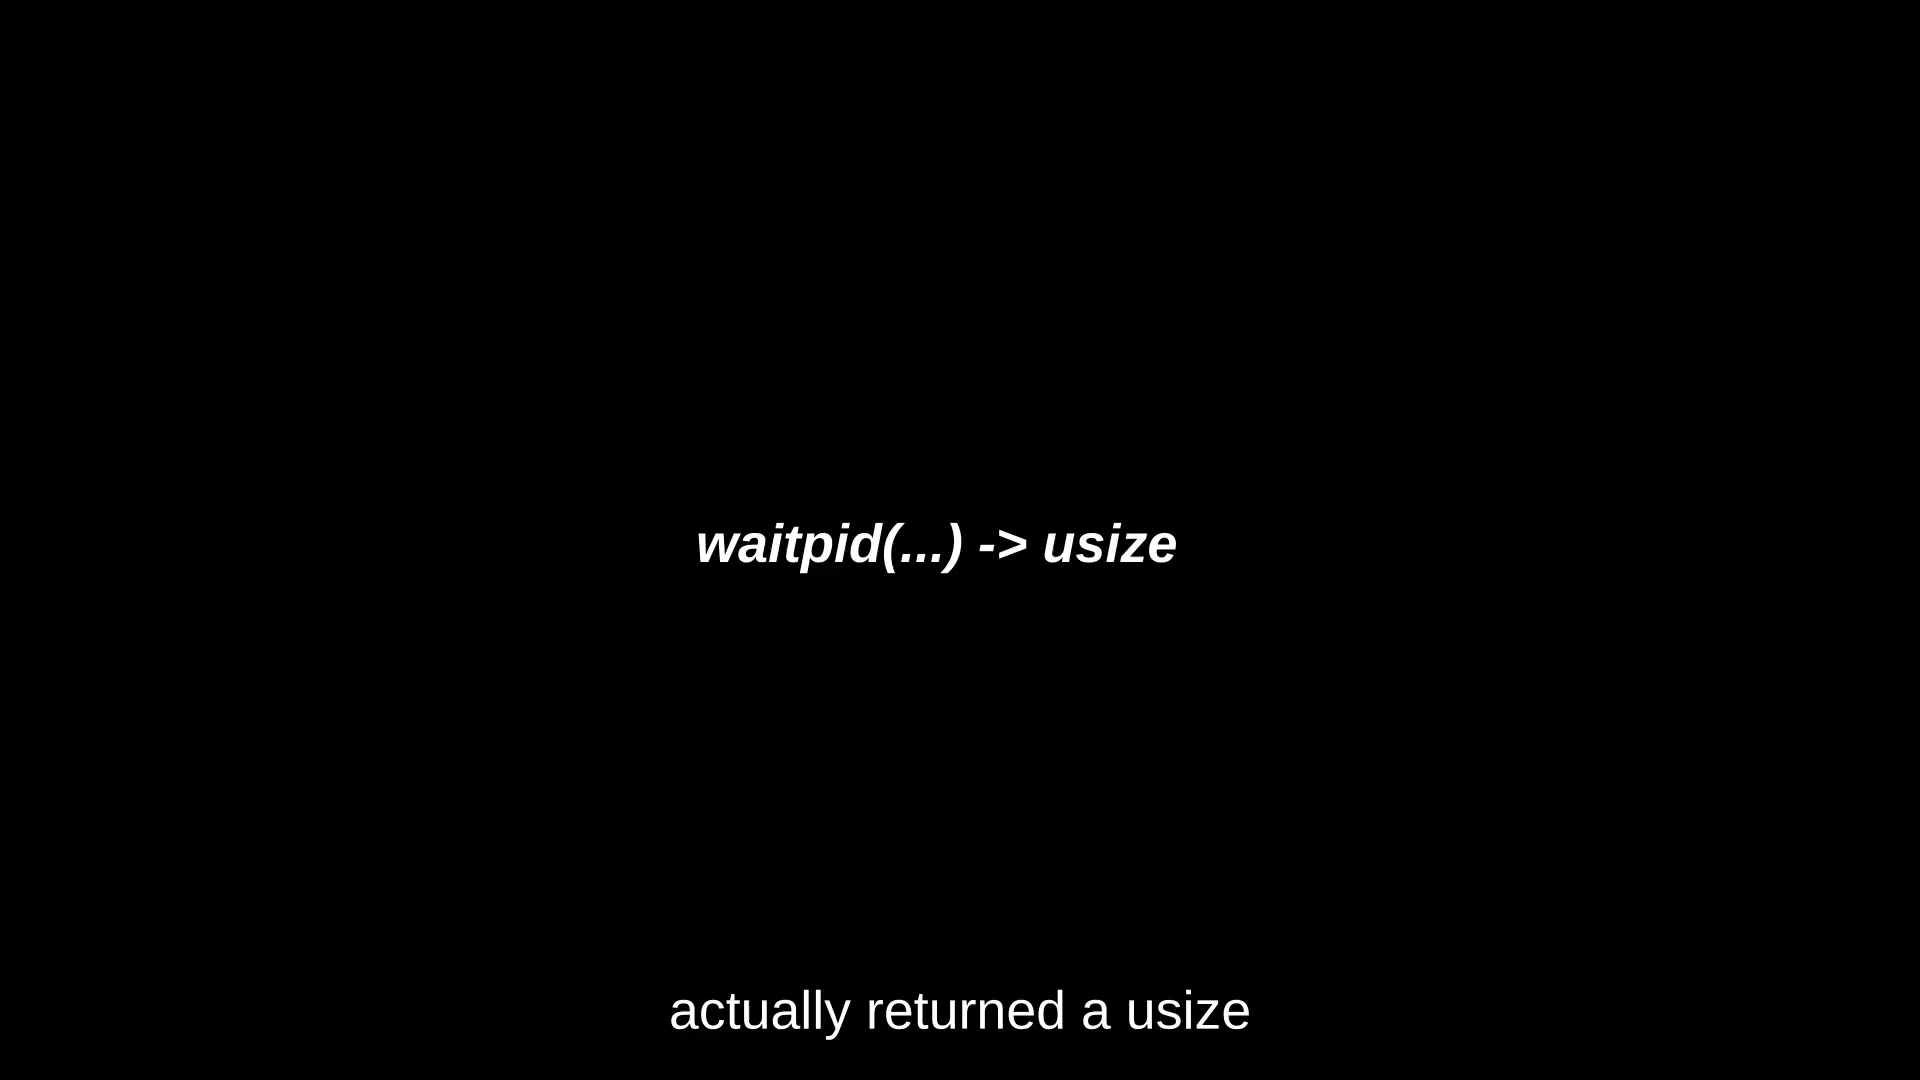 waitpid(...) -> usize
actually returned a usize